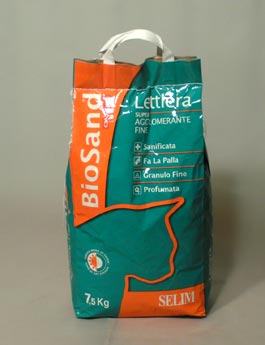 BioSand
Lettiera
SUPER
AGGLOMERANTE
FINE
Sanificata
Fa La Palla
Granulo Fine
Profumata
7,5 Kg
SELIM